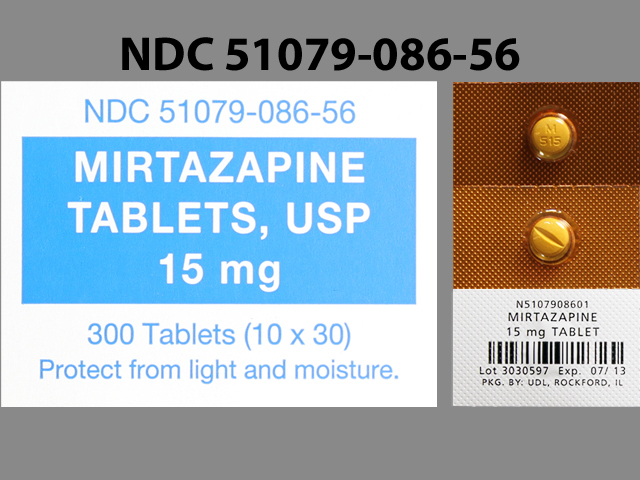 NDC 51079-086-56
NDC 51079-086-56
MIRTAZAPINE
TABLETS, USP
15 mg
300 Tablets (10 x 30)
Protect from light and moisture.
M
515
N5107908601
MIRTAZAPINE
15 mg TABLET
Lot 3030597 Exp. 07/ 13
PKG. BY: UDL, ROCKFORD, IL